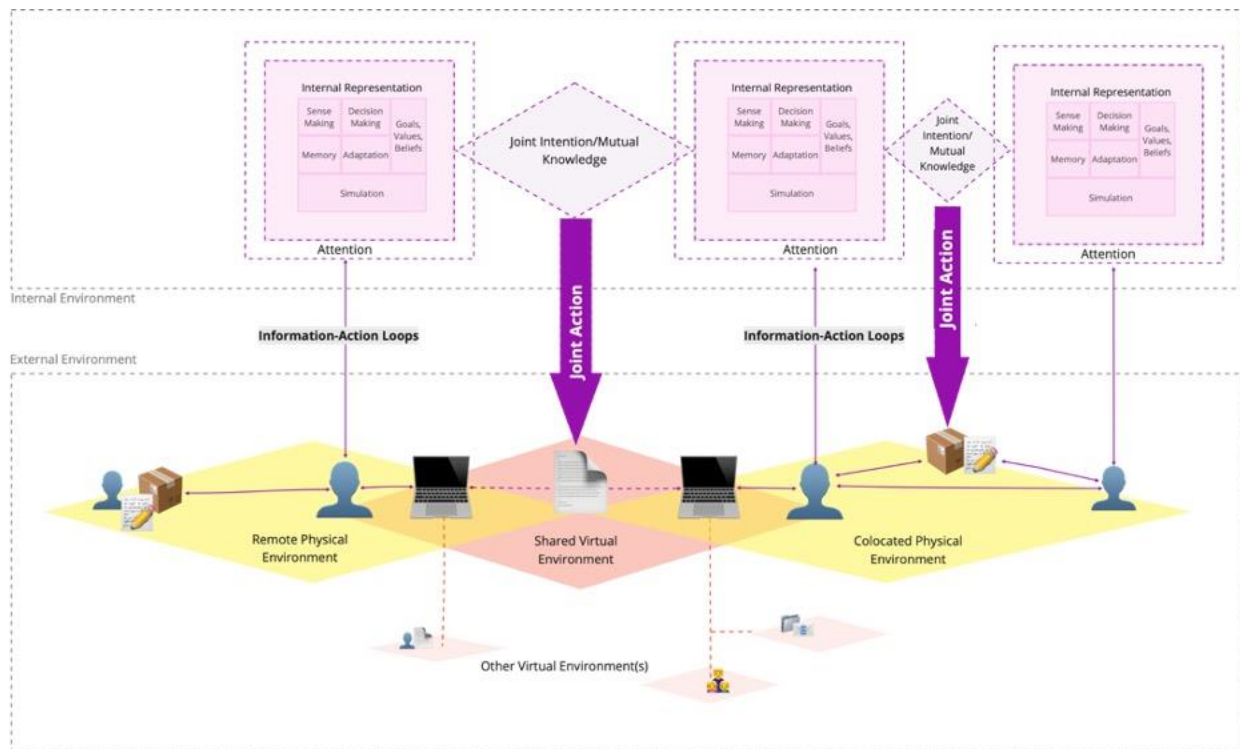 Internal Representation
Sense
Making
Decision
Making
Goals,
Values,
Beliefs
Memory
Adaptation
Simulation
Attention
Joint Intention/Mutual
Knowledge
Internal Representation
Sense
Making
Decision
Making
Goals,
Values,
Beliefs
Memory
Adaptation
Simulation
Attention
Joint
Intention/
Mutual
Knowledge
Internal Representation
Sense
Making
Decision
Making
Goals,
Values,
Beliefs
Memory
Adaptation
Simulation
Attention
Internal Environment
Joint Action
Joint Action
Information-Action Loops
Information-Action Loops
External Environment
Remote Physical
Environment
Shared Virtual
Environment
Colocated Physical
Environment
Other Virtual Environment(s)